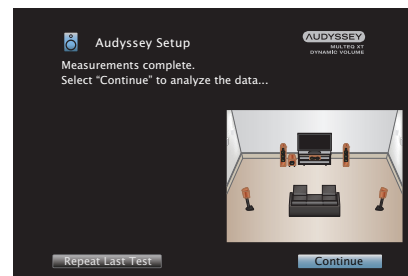 Audyssey Setup
AUDYSSEY
MULTEQ XT
DYNAMIC VOLUME
Measurements complete.
Select “Continue” to analyze the data...
Repeat Last Test
Continue